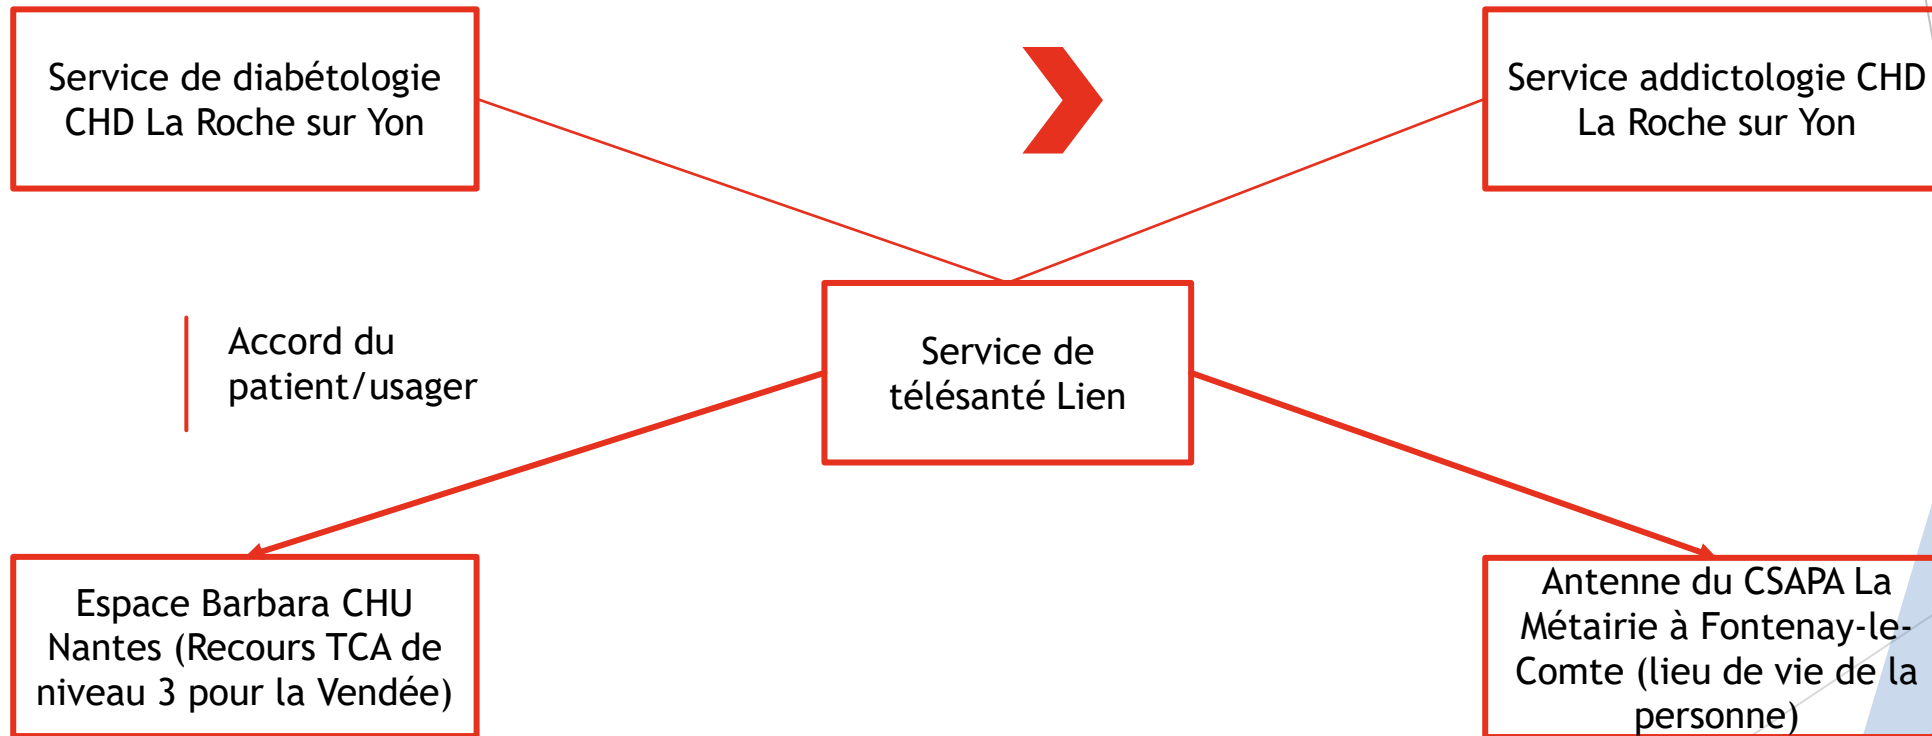 Service de diabétologie
CHD La Roche sur Yon
Service addictologie CHD
La Roche sur Yon
Accord du
patient/usager
Service de
télésanté Lien
Espace Barbara CHU
Nantes (Recours TCA de
niveau 3 pour la Vendée)
Antenne du CSAPA La
Métairie à Fontenay-le-
Comte (lieu de vie de la
personne)